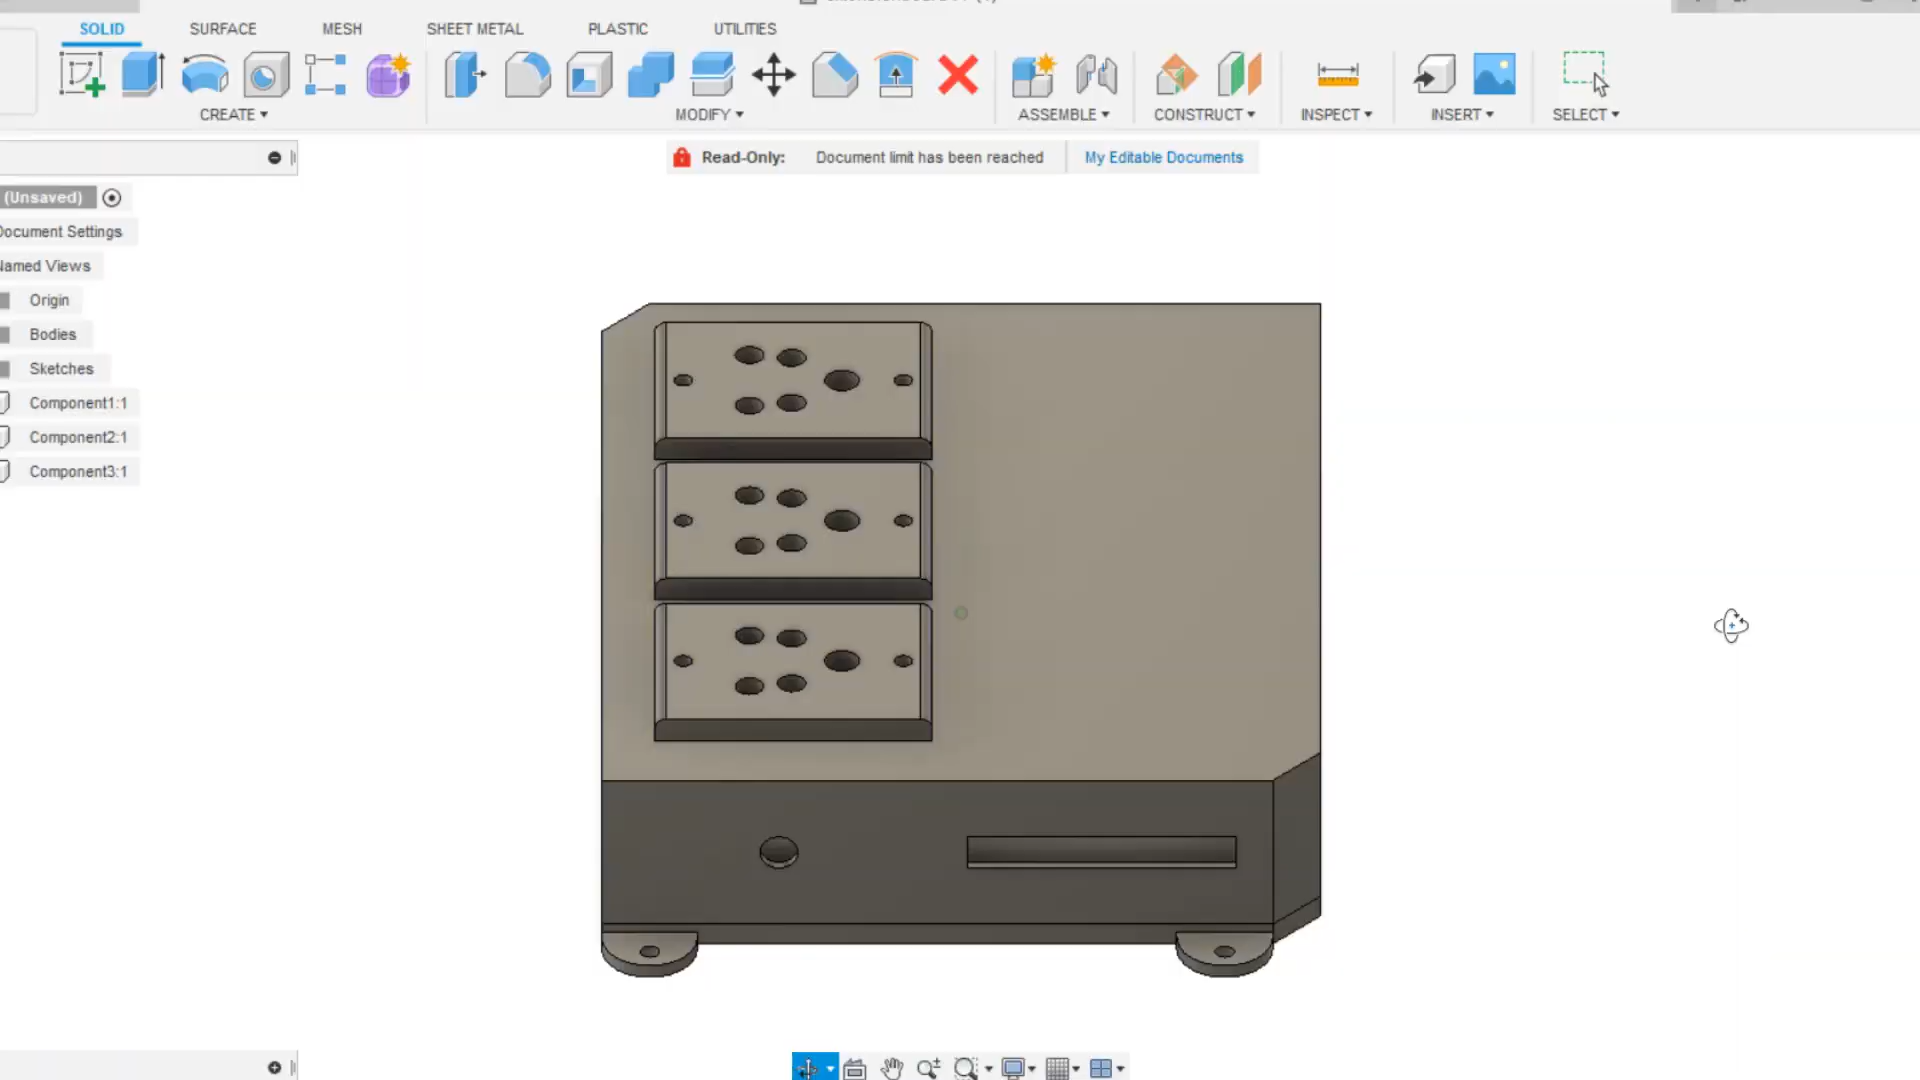 SOLID SURFACE MESH SHEET METAL PLASTIC UTILITIES
CREATE MODIFY ASSEMBLE CONSTRUCT INSPECT INSERT SELECT
Read-Only: Document limit has been reached My Editable Documents
(Unsaved)
Document Settings
Named Views
Origin
Bodies
Sketches
Component1:1
Component2:1
Component3:1